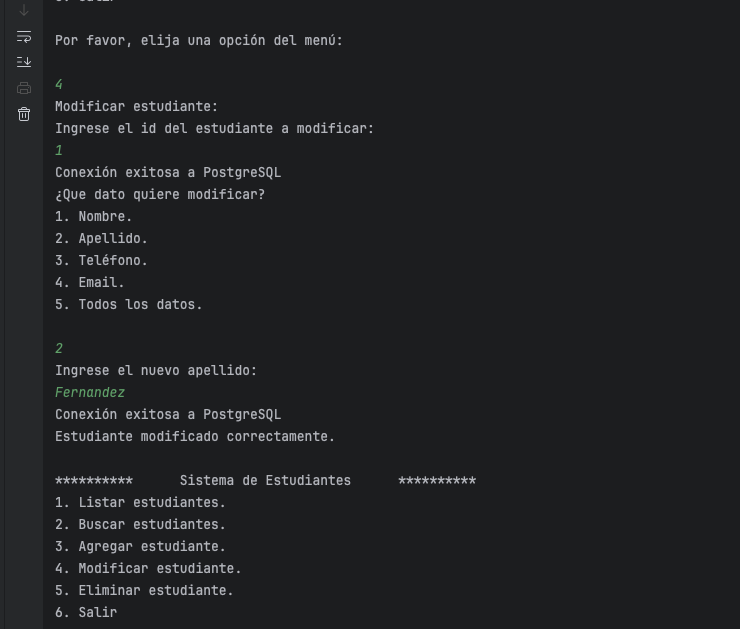 6. Salir
Por favor, elija una opción del menú:
4
Modificar estudiante:
Ingrese el id del estudiante a modificar:
1
Conexión exitosa a PostgreSQL
¿Que dato quiere modificar?
1. Nombre.
2. Apellido.
3. Teléfono.
4. Email.
5. Todos los datos.
2
Ingrese el nuevo apellido:
Fernandez
Conexión exitosa a PostgreSQL
Estudiante modificado correctamente.
********** Sistema de Estudiantes **********
1. Listar estudiantes.
2. Buscar estudiantes.
3. Agregar estudiante.
4. Modificar estudiante.
5. Eliminar estudiante.
6. Salir